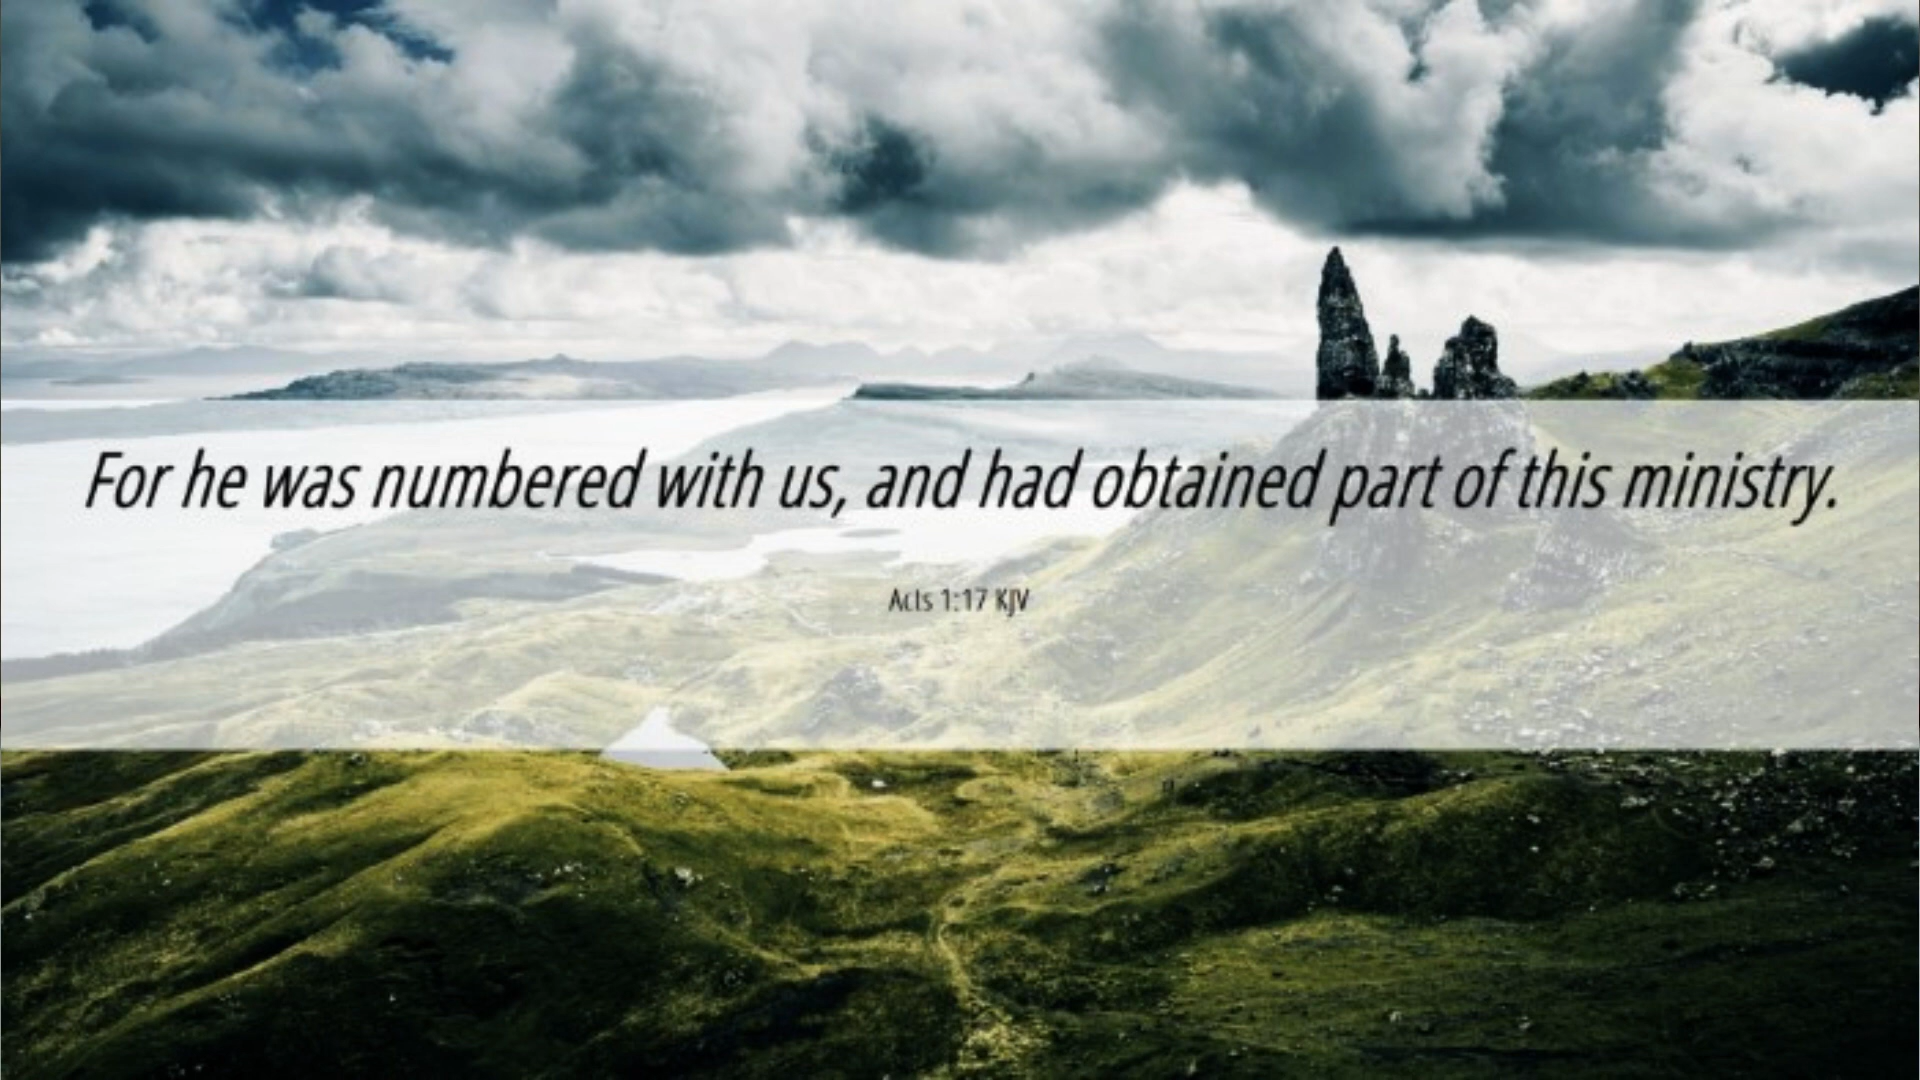 For he was numbered with us, and had obtained part of this ministry.
Acts 1:17 KJV